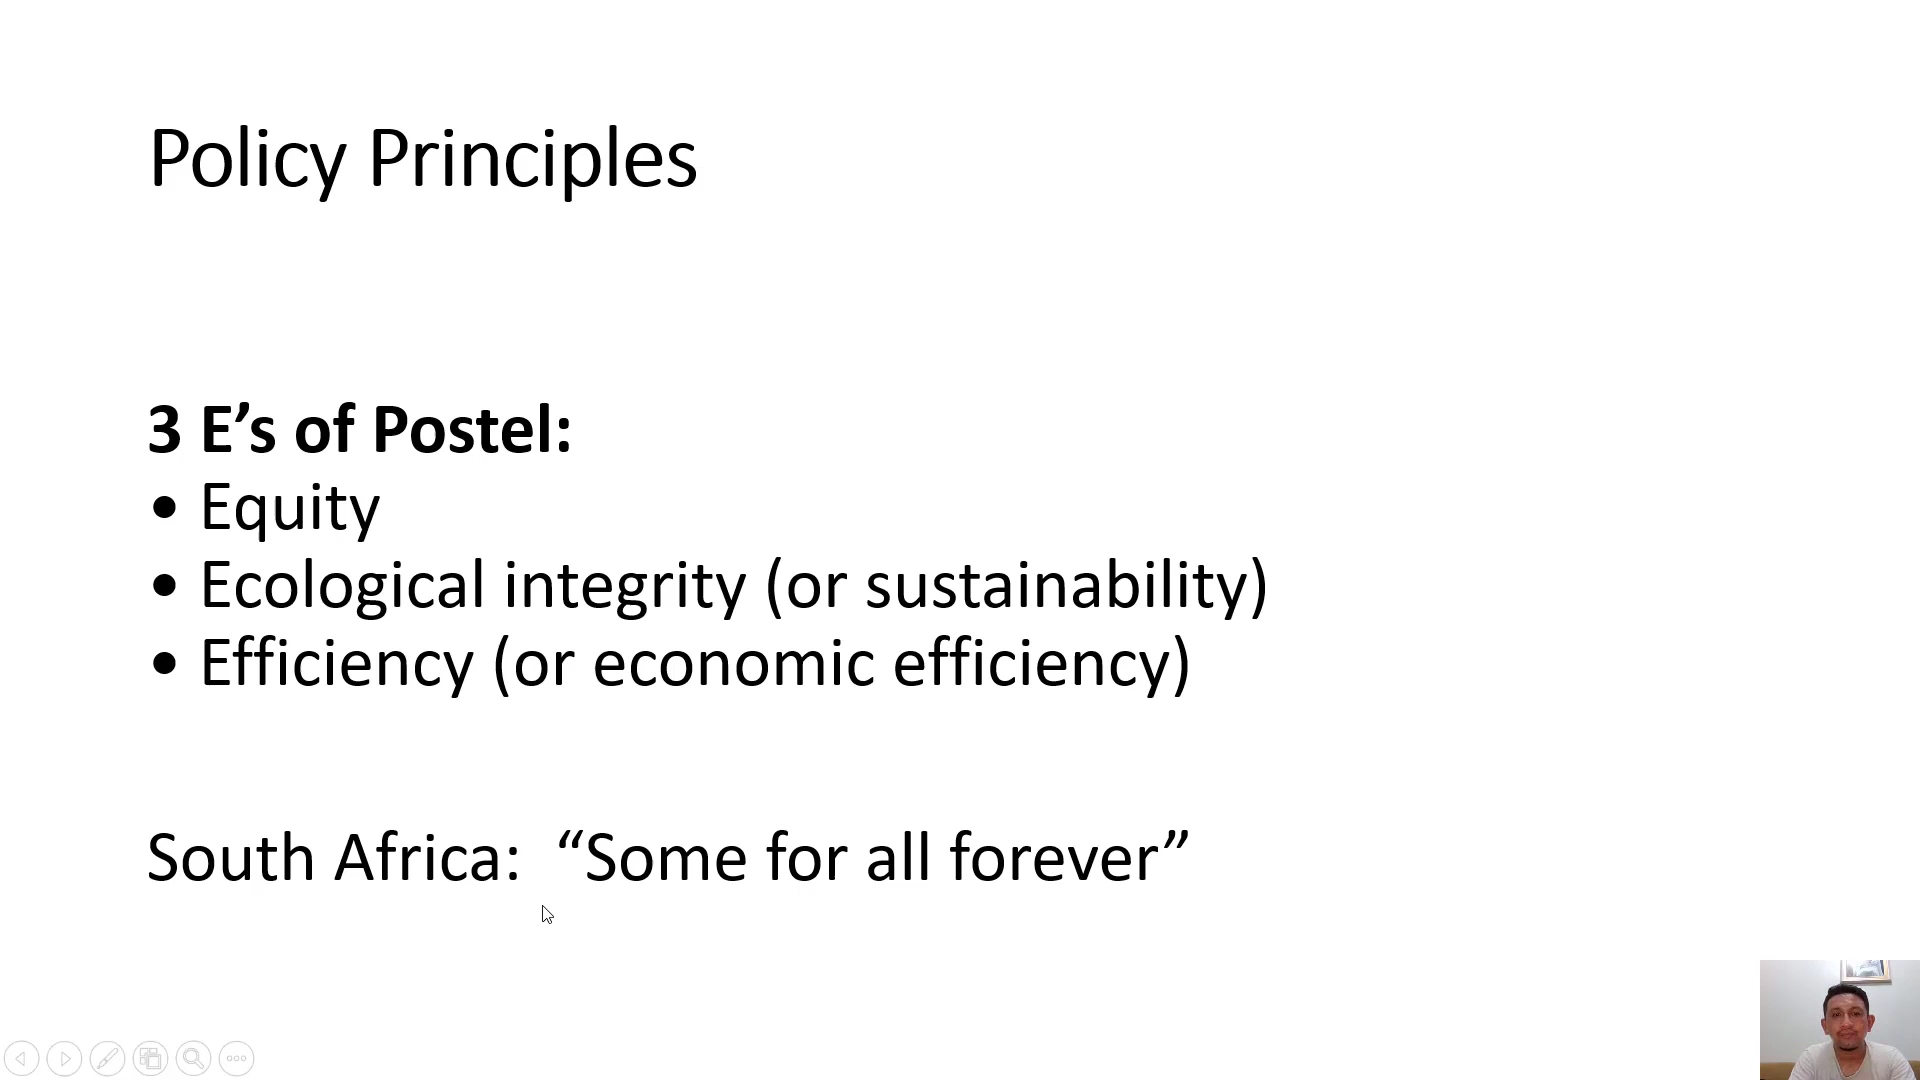 Policy Principles
3 E’s of Postel:
• Equity
• Ecological integrity (or sustainability)
• Efficiency (or economic efficiency)
South Africa:  “Some for all forever”